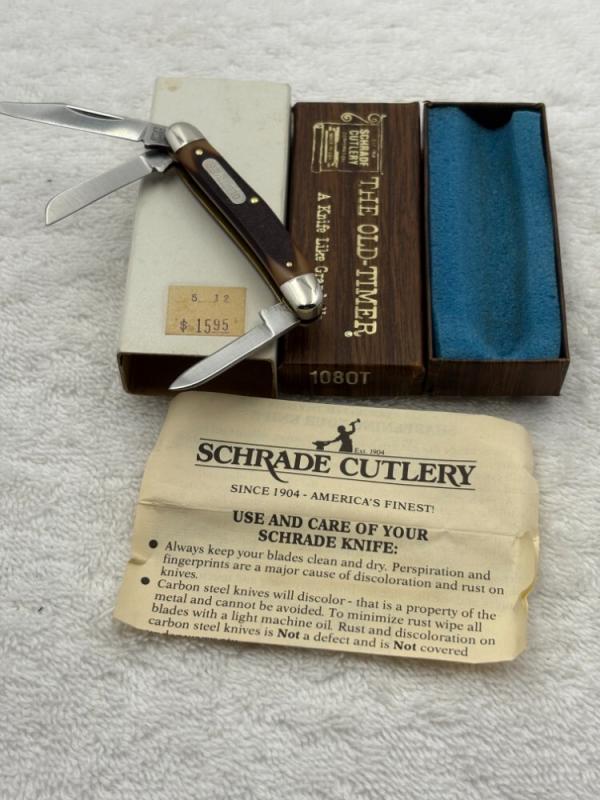 5 12
$ 1595
SCHRADE
CUTLERY
THE OLD-TIMER®
A Knife Like
108OT
Est. 1904
SCHRADE CUTLERY
SINCE 1904 - AMERICA'S FINEST!
USE AND CARE OF YOUR
SCHRADE KNIFE:
● Always keep your blades clean and dry. Perspiration and
fingerprints are a major cause of discoloration and rust on
knives.
● Carbon steel knives will discolor - that is a property of the
metal and cannot be avoided. To minimize rust wipe all
blades with a light machine oil. Rust and discoloration on
carbon steel knives is Not a defect and is Not covered